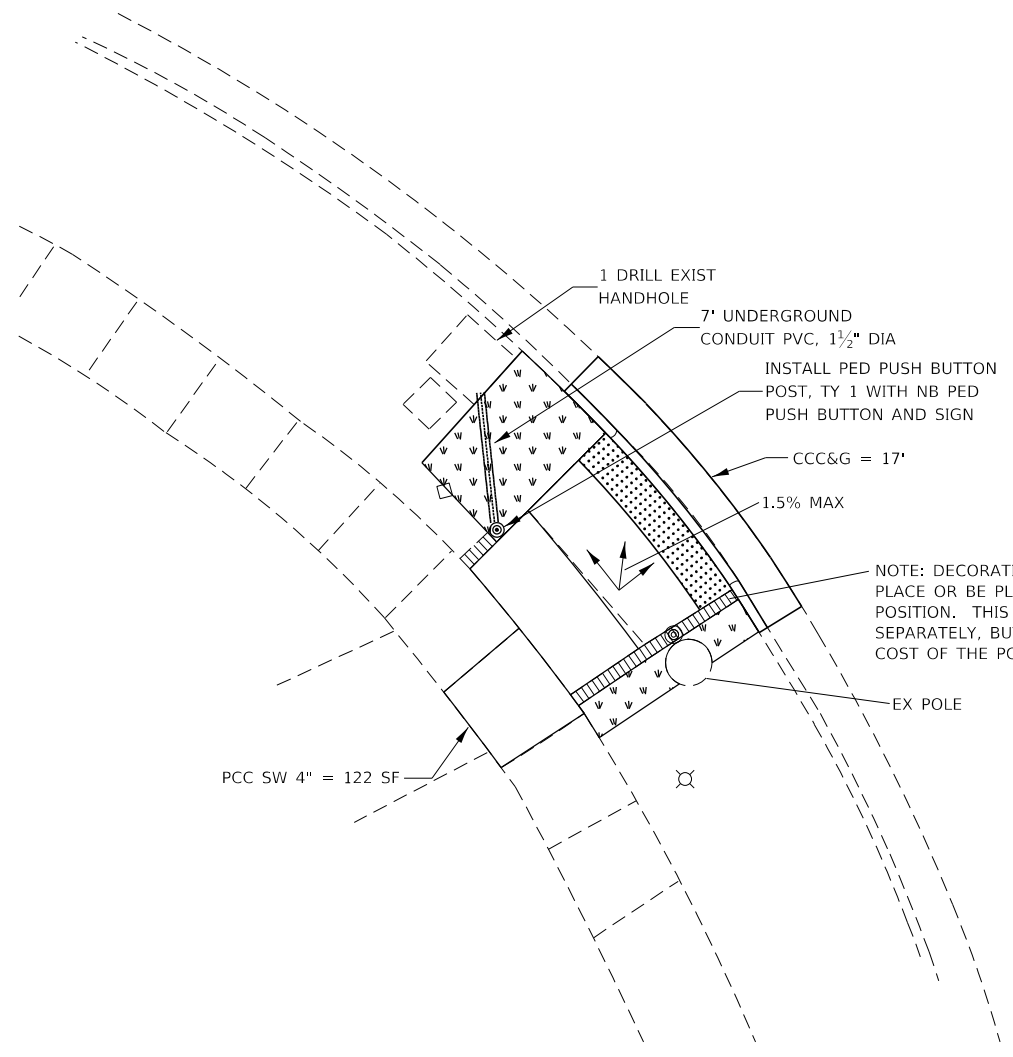 1 DRILL EXIST
HANDHOLE
7' UNDERGROUND
CONDUIT PVC, 1½" DIA
INSTALL PED PUSH BUTTON
POST, TY 1 WITH NB PED
PUSH BUTTON AND SIGN
CCC&G = 17'
1.5% MAX
NOTE: DECORATI
PLACE OR BE PL
POSITION. THIS
SEPARATELY, BU
COST OF THE PO
EX POLE
PCC SW 4" = 122 SF